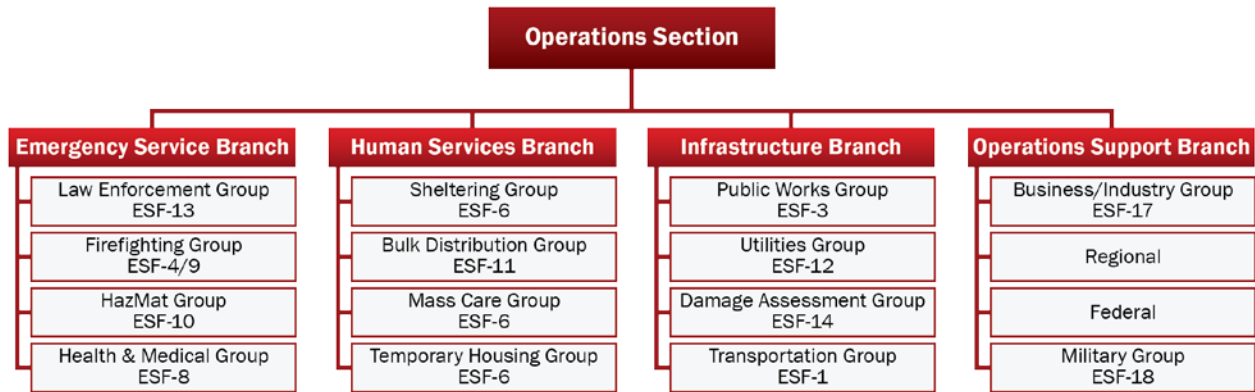 Operations Section
Emergency Service Branch
Law Enforcement Group
ESF-13
Firefighting Group
ESF-4/9
HazMat Group
ESF-10
Health & Medical Group
ESF-8
Human Services Branch
Sheltering Group
ESF-6
Bulk Distribution Group
ESF-11
Mass Care Group
ESF-6
Temporary Housing Group
ESF-6
Infrastructure Branch
Public Works Group
ESF-3
Utilities Group
ESF-12
Damage Assessment Group
ESF-14
Transportation Group
ESF-1
Operations Support Branch
Business/Industry Group
ESF-17
Regional
Federal
Military Group
ESF-18